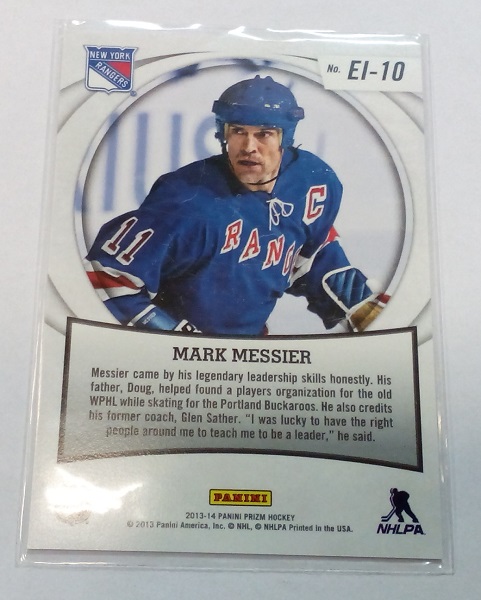 NEW YORK
RANGERS
No. EI-10
C
11
RANG
MARK MESSIER
Messier came by his legendary leadership skills honestly. His
father, Doug, helped found a players organization for the old
WPHL while skating for the Portland Buckaroos. He also credits
his former coach, Glen Sather. “I was lucky to have the right
people around me to teach me to be a leader,” he said.
PANINI
2013-14 PANINI PRIZM HOCKEY
© 2013 Panini America, Inc. © NHL, © NHLPA Printed in the USA.
NHLPA